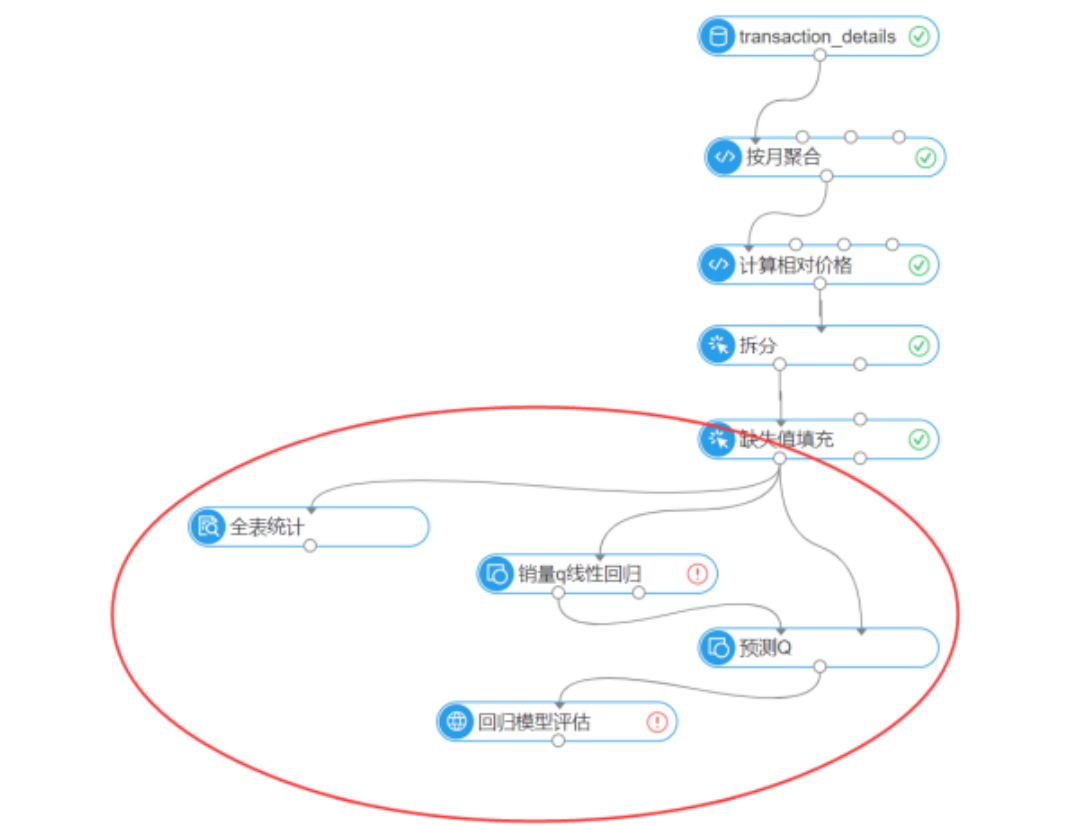 transaction_details
按月聚合
计算相对价格
拆分
缺失值填充
全表统计
销量q线性回归
预测Q
回归模型评估